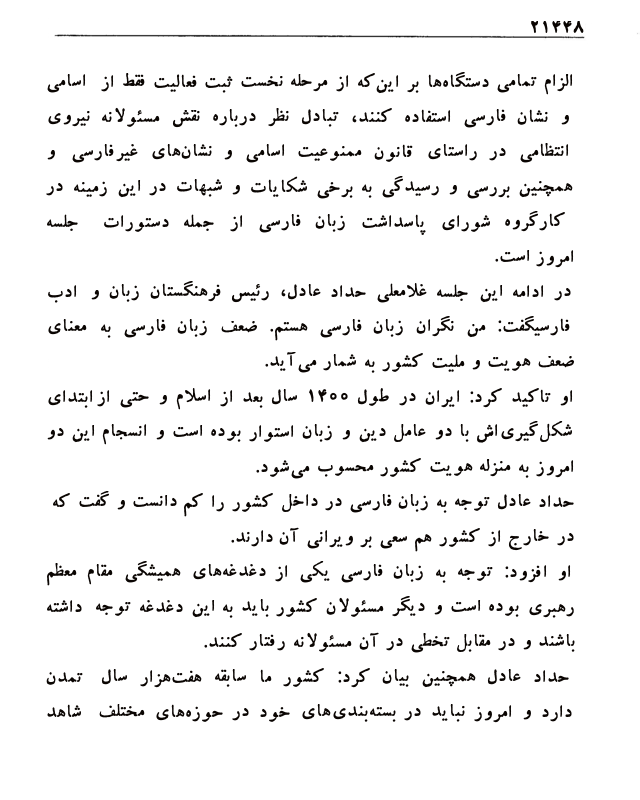 ۲۱۴۴۸
الزام تمامی دستگاه‌ها بر این‌که از مرحله نخست ثبت فعالیت فقط از اسامی
و نشان فارسی استفاده کنند، تبادل نظر درباره نقش مسئولانه نیروی
انتظامی در راستای قانون ممنوعیت اسامی و نشان‌های غیرفارسی و
همچنین بررسی و رسیدگی به برخی شکایات و شبهات در این زمینه در
کارگروه شورای پاسداشت زبان فارسی از جمله دستورات جلسه
امروز است.
در ادامه این جلسه غلامعلی حداد عادل، رئیس فرهنگستان زبان و ادب
فارسیگفت: من نگران زبان فارسی هستم. ضعف زبان فارسی به معنای
ضعف هویت و ملیت کشور به شمار می‌آید.
او تاکید کرد: ایران در طول ۱۴۰۰ سال بعد از اسلام و حتی از ابتدای
شکل‌گیری‌اش با دو عامل دین و زبان استوار بوده است و انسجام این دو
امروز به منزله هویت کشور محسوب می‌شود.
حداد عادل توجه به زبان فارسی در داخل کشور را کم دانست و گفت که
در خارج از کشور هم سعی بر ویرانی آن دارند.
او افزود: توجه به زبان فارسی یکی از دغدغه‌های همیشگی مقام معظم
رهبری بوده است و دیگر مسئولان کشور باید به این دغدغه توجه داشته
باشند و در مقابل تخطی در آن مسئولانه رفتار کنند.
حداد عادل همچنین بیان کرد: کشور ما سابقه هفت‌هزار سال تمدن
دارد و امروز نباید در بسته‌بندی‌های خود در حوزه‌های مختلف شاهد